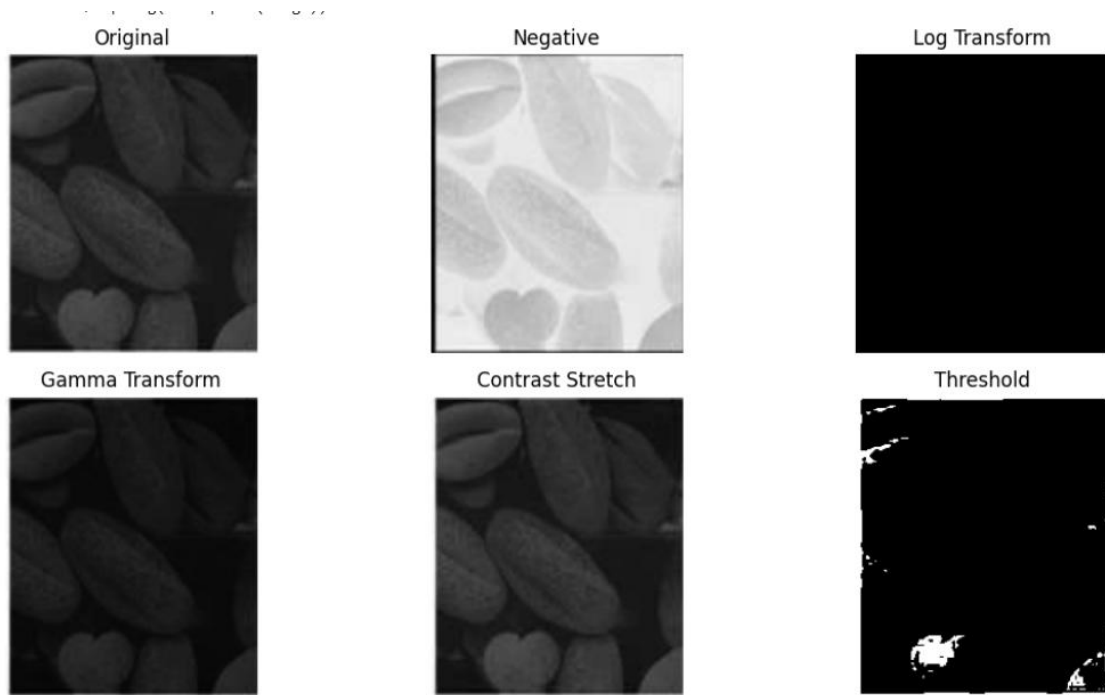 Original
Negative
Log Transform
Gamma Transform
Contrast Stretch
Threshold